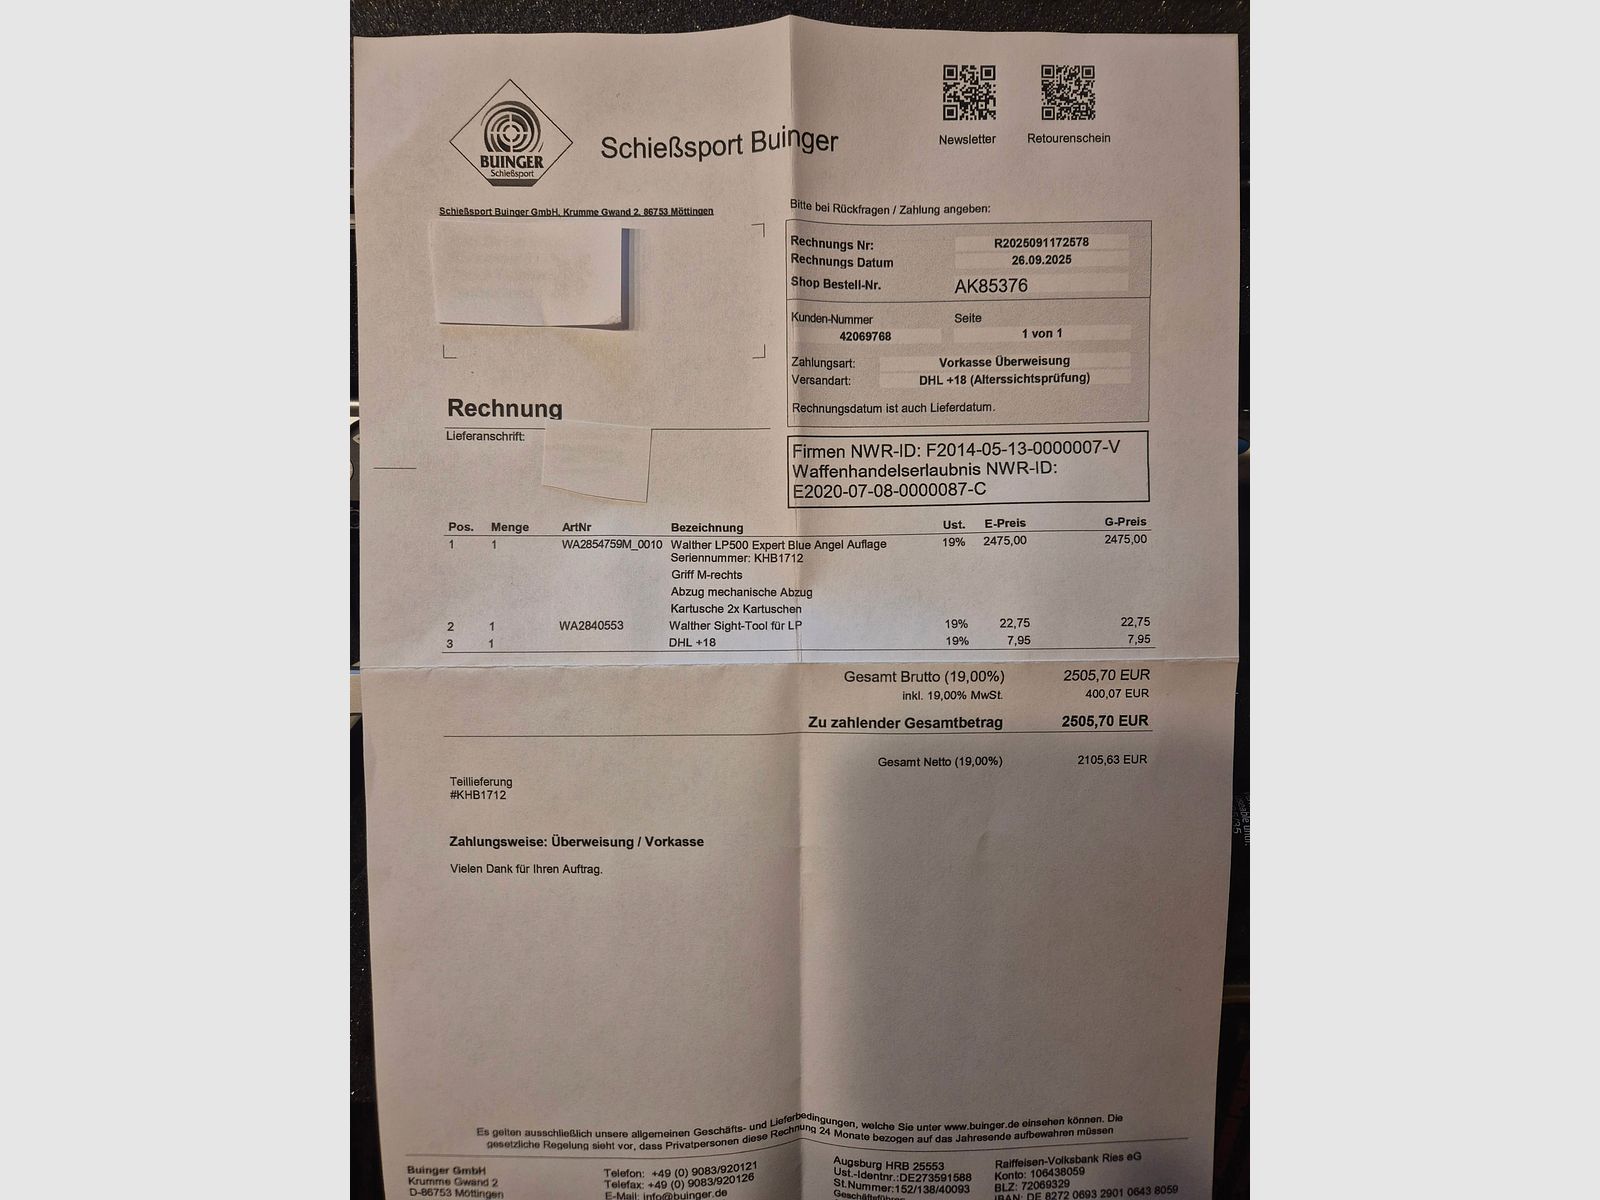 BUINGER
Schießsport
Schießsport Buinger
Newsletter
Retourenschein
Schießsport Buinger GmbH, Krumme Gwand 2, 86753 Möttingen
Bitte bei Rückfragen / Zahlung angeben:
Rechnungs Nr: R2025091172578
Rechnungs Datum 26.09.2025
Shop Bestell-Nr. AK85376
Kunden-Nummer Seite
42069768 1 von 1
Zahlungsart: Vorkasse Überweisung
Versandart: DHL +18 (Alterssichtsprüfung)
Rechnungsdatum ist auch Lieferdatum.
Rechnung
Lieferanschrift:
Firmen NWR-ID: F2014-05-13-0000007-V
Waffenhandelserlaubnis NWR-ID:
E2020-07-08-0000087-C
Pos. Menge ArtNr Bezeichnung Ust. E-Preis G-Preis
1 1 WA2854759M_0010 Walther LP500 Expert Blue Angel Auflage 19% 2475,00 2475,00
Seriennummer: KHB1712
Griff M-rechts
Abzug mechanische Abzug
Kartusche 2x Kartuschen
2 1 WA2840553 Walther Sight-Tool für LP 19% 22,75 22,75
3 1 DHL +18 19% 7,95 7,95
Gesamt Brutto (19,00%) 2505,70 EUR
inkl. 19,00% MwSt. 400,07 EUR
Zu zahlender Gesamtbetrag 2505,70 EUR
Gesamt Netto (19,00%) 2105,63 EUR
Teillieferung
#KHB1712
Zahlungsweise: Überweisung / Vorkasse
Vielen Dank für Ihren Auftrag.
Es gelten ausschließlich unsere allgemeinen Geschäfts- und Lieferbedingungen, welche Sie unter www.buinger.de einsehen können. Die
gesetzliche Regelung sieht vor, dass Privatpersonen diese Rechnung 24 Monate bezogen auf das Jahresende aufbewahren müssen
Buinger GmbH
Krumme Gwand 2
D-86753 Möttingen
Telefon: +49 (0) 9083/920121
Telefax: +49 (0) 9083/920126
E-Mail: info@buinger.de
Augsburg HRB 25553
Ust.-Identnr.:DE273591588
St.Nummer:152/138/40093
Geschäftsführer
Raiffeisen-Volksbank Ries eG
Konto: 106438059
BLZ: 72069329
IBAN: DE 8272 0693 2901 0643 8059